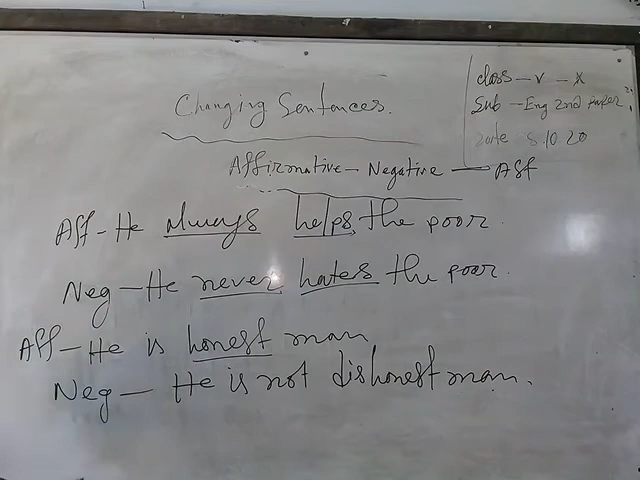 Changing Sentences.
class - V - X
Sub - Eng 2nd paper
Date 5.10.20
Affirmative - Negative - Aff
Aff - He always helps the poor.
Neg - He never hates the poor.
Aff - He is honest man
Neg - He is not dishonest man.